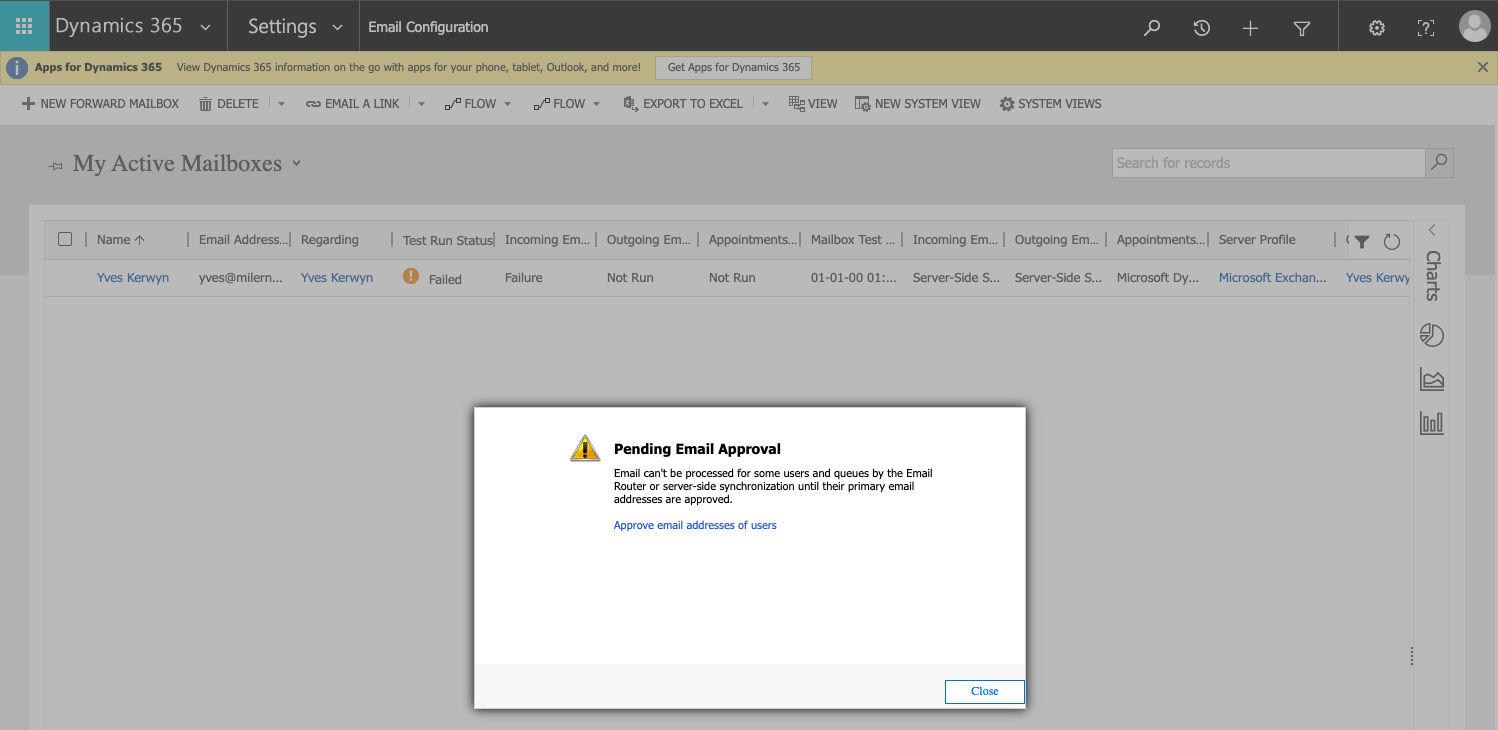 Dynamics 365 Settings Email Configuration
Apps for Dynamics 365 View Dynamics 365 information on the go with apps for your phone, tablet, Outlook, and more! Get Apps for Dynamics 365
NEW FORWARD MAILBOX DELETE EMAIL A LINK FLOW FLOW EXPORT TO EXCEL VIEW NEW SYSTEM VIEW SYSTEM VIEWS
My Active Mailboxes
Search for records
Name Email Address... Regarding Test Run Status Incoming Em... Outgoing Em... Appointments... Mailbox Test ... Incoming Em... Outgoing Em... Appointments... Server Profile
Yves Kerwyn yves@milern... Yves Kerwyn Failed Failure Not Run Not Run 01-01-00 01:... Server-Side S... Server-Side S... Microsoft Dy... Microsoft Exchan... Yves Kerwy
Charts
Pending Email Approval
Email can't be processed for some users and queues by the Email
Router or server-side synchronization until their primary email
addresses are approved.
Approve email addresses of users
Close